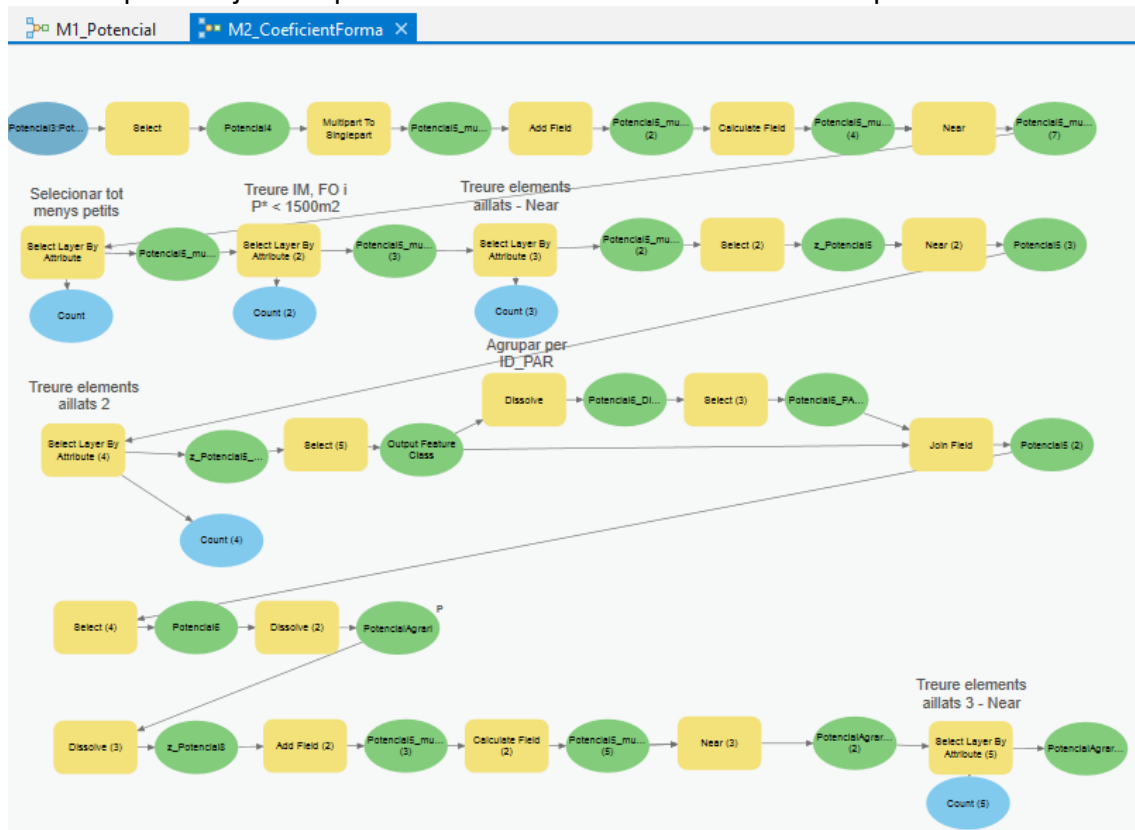 M1_Potencial
M2_CoeficientForma
Potencial3:Pot...
Select
Potencial4
Multipart To
Singlepart
Potencial5_mu...
Add Field
Potencial5_mu...
(2)
Calculate Field
Potencial5_mu...
(4)
Near
Potencial5_mu...
(7)
Selecionar tot
menys petits
Treure IM, FO i
P* < 1500m2
Treure elements
aillats - Near
Select Layer By
Attribute
Potencial5_mu...
Select Layer By
Attribute (2)
Potencial5_mu...
(3)
Select Layer By
Attribute (3)
Potencial5_mu...
(2)
Select (2)
z_Potencial5
Near (2)
Potencial5 (3)
Count
Count (2)
Count (3)
Agrupar per
ID_PAR
Treure elements
aillats 2
Dissolve
Potencial5_DI...
Select (3)
Potencial5_PA...
Select Layer By
Attribute (4)
z_Potencial5_...
Select (5)
Output Feature
Class
Join Field
Potencial5 (2)
Count (4)
Select (4)
Potencial6
Dissolve (2)
PotencialAgrari
P
Treure elements
aillats 3 - Near
Dissolve (3)
z_Potencial8
Add Field (2)
Potencial5_mu...
(3)
Calculate Field
(2)
Potencial5_mu...
(5)
Near (3)
PotencialAgrar...
(2)
Select Layer By
Attribute (5)
PotencialAgrar...
Count (5)